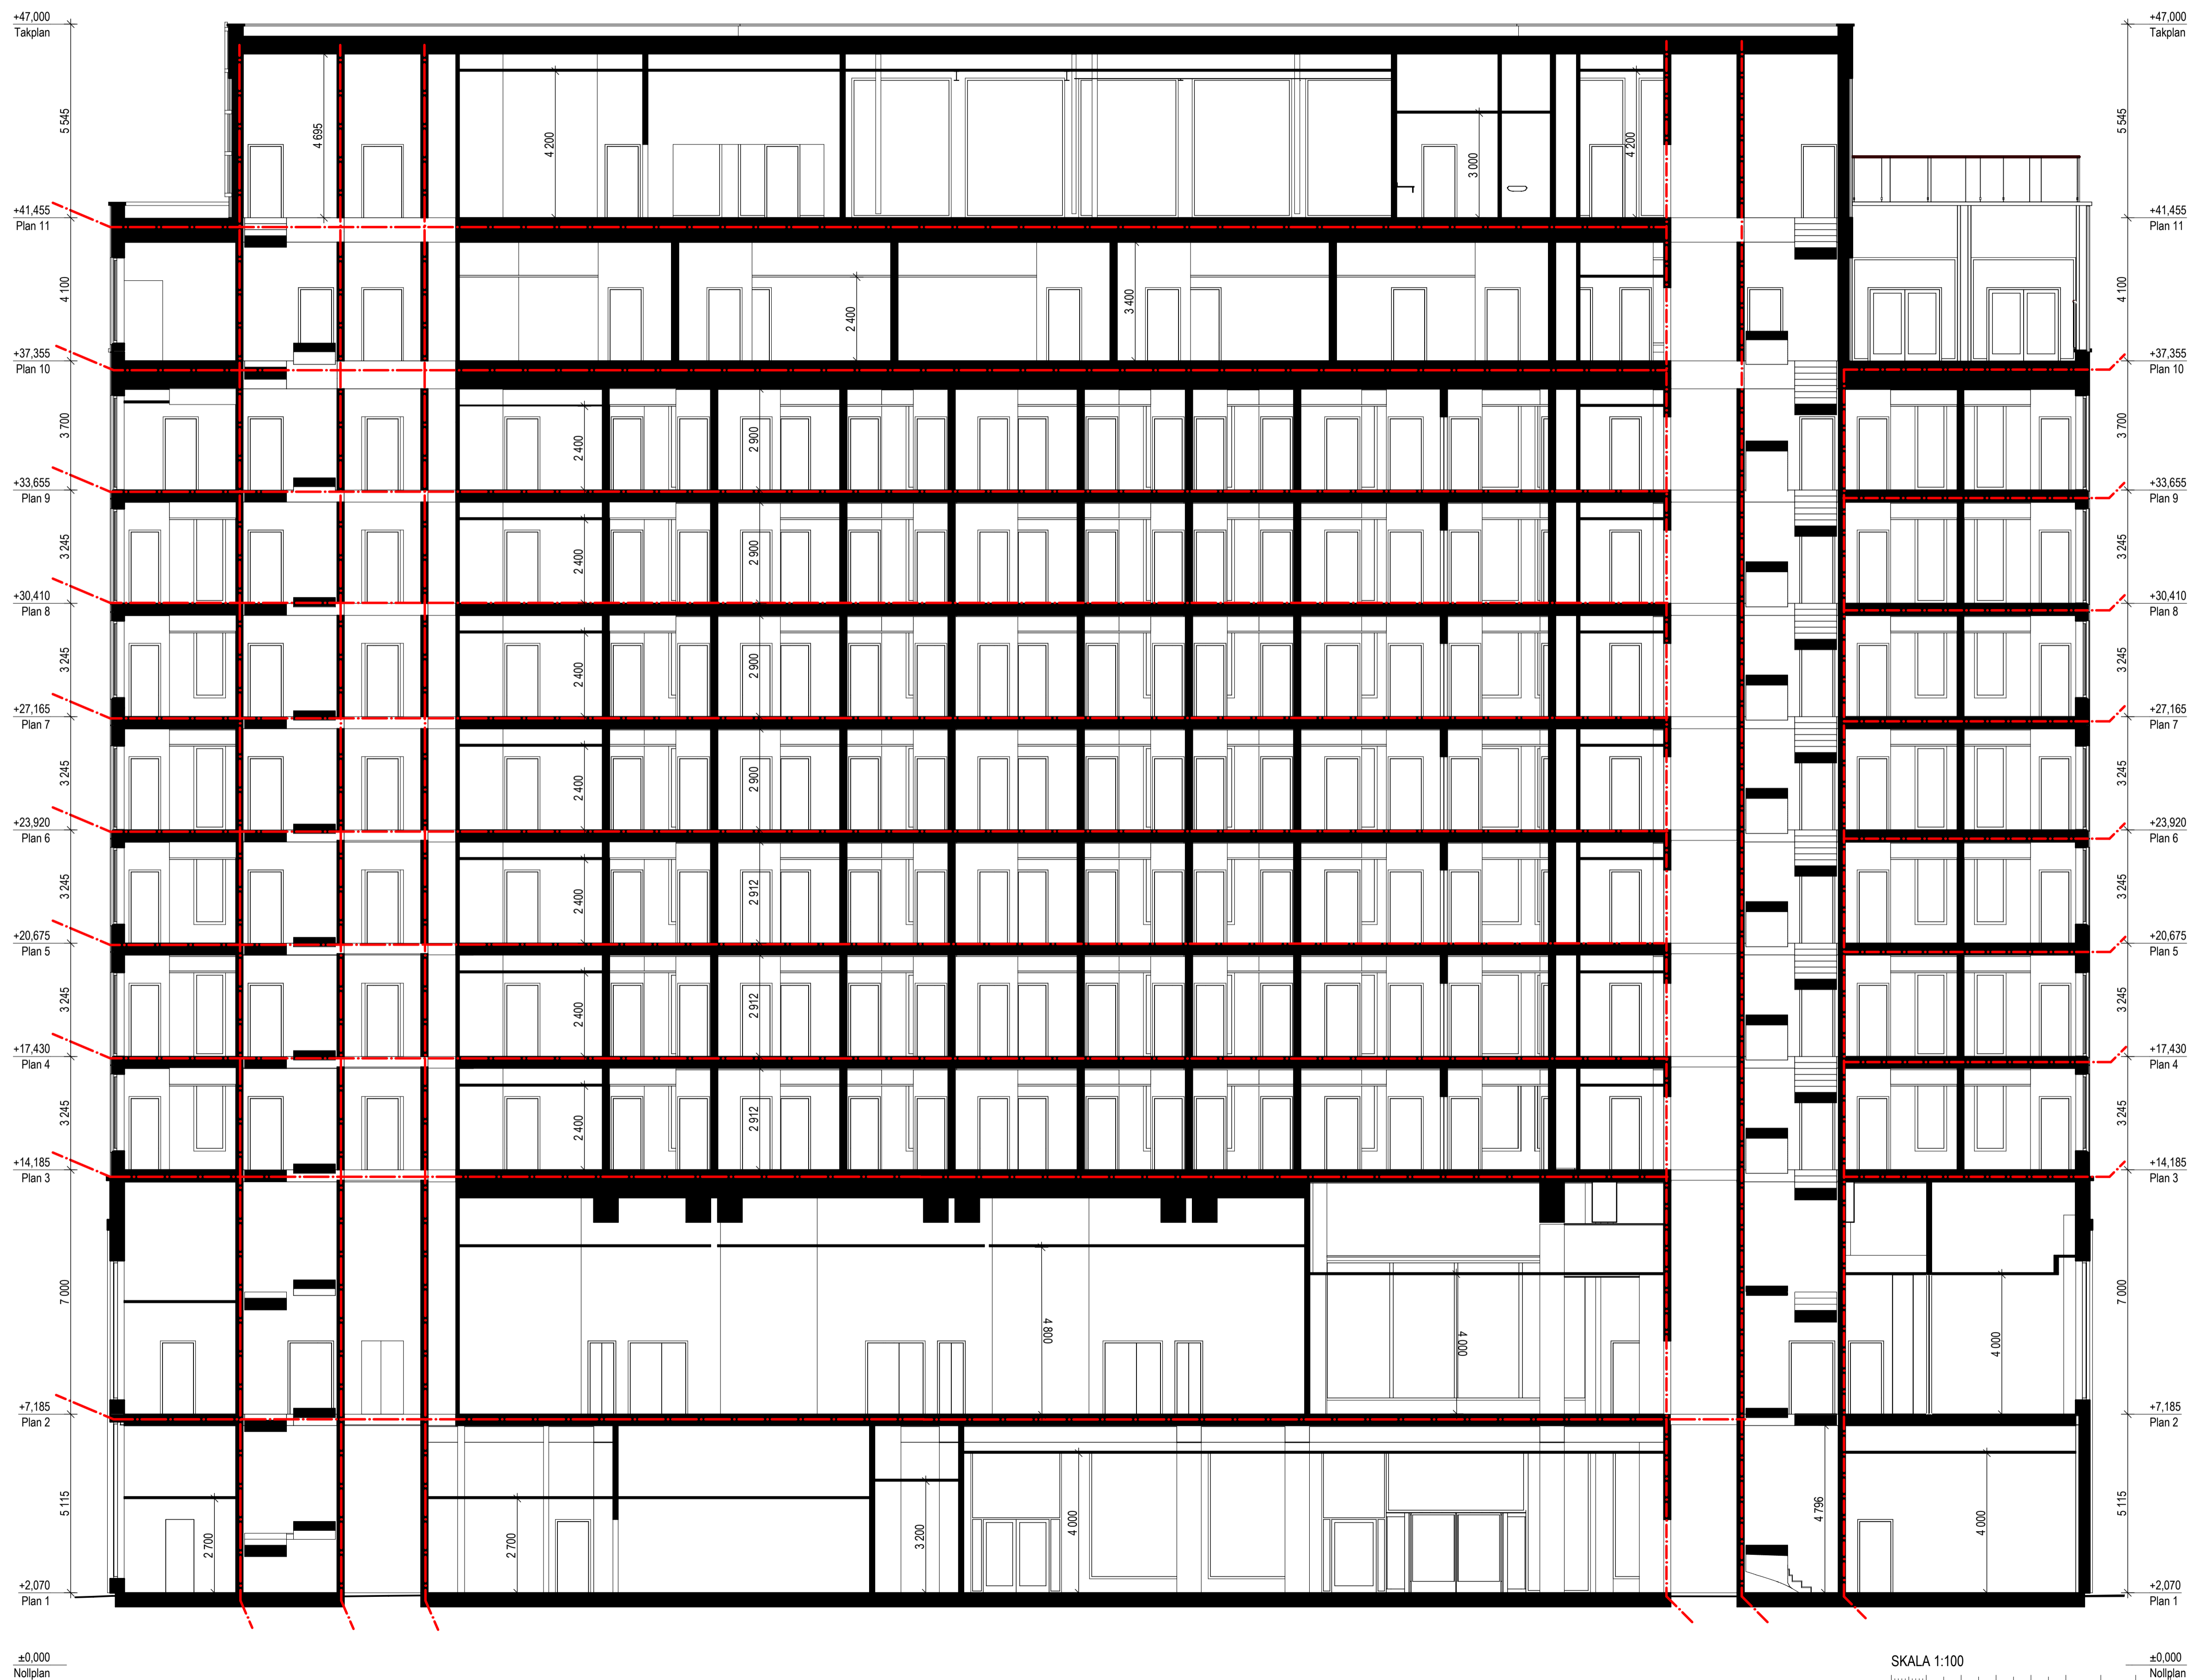 +47,000
Takplan
+47,000
Takplan
5 545
4 695
4 200
3 000
4 200
5 545
+41,455
Plan 11
+41,455
Plan 11
4 100
2 400
3 400
4 100
+37,355
Plan 10
+37,355
Plan 10
3 700
2 400
2 900
3 700
+33,655
Plan 9
+33,655
Plan 9
3 245
2 400
2 900
3 245
+30,410
Plan 8
+30,410
Plan 8
3 245
2 400
2 900
3 245
+27,165
Plan 7
+27,165
Plan 7
3 245
2 400
2 900
3 245
+23,920
Plan 6
+23,920
Plan 6
3 245
2 400
2 912
3 245
+20,675
Plan 5
+20,675
Plan 5
3 245
2 400
2 912
3 245
+17,430
Plan 4
+17,430
Plan 4
3 245
2 400
2 912
3 245
+14,185
Plan 3
+14,185
Plan 3
7 000
4 800
4 000
4 000
7 000
+7,185
Plan 2
+7,185
Plan 2
5 115
2 700
2 700
3 200
4 000
4 796
4 000
5 115
+2,070
Plan 1
+2,070
Plan 1
±0,000
Nollplan
SKALA 1:100
±0,000
Nollplan